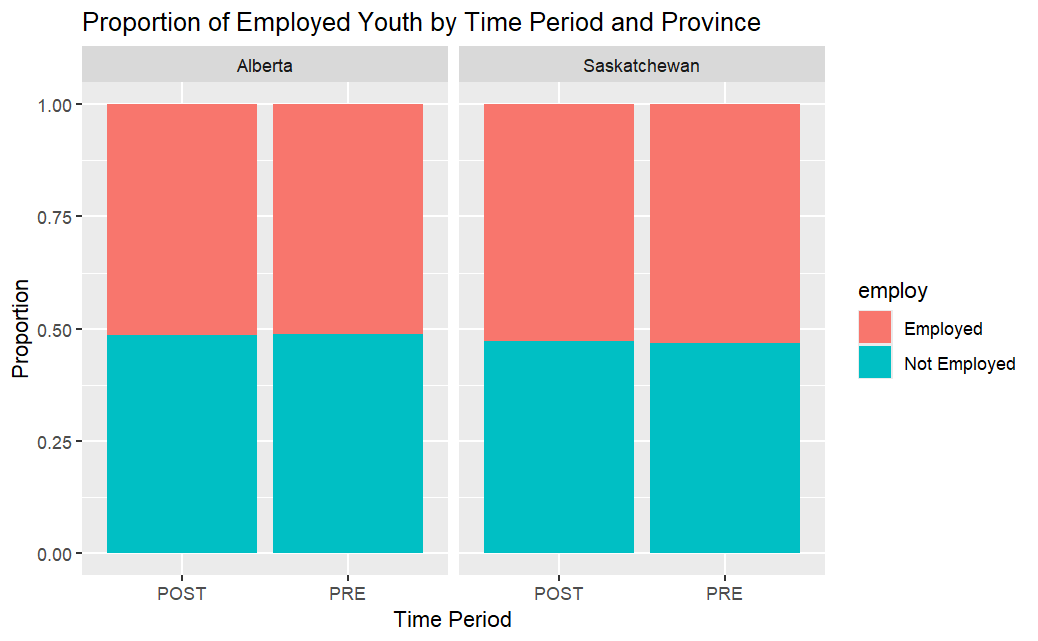 Proportion of Employed Youth by Time Period and Province
Alberta
Saskatchewan
1.00
0.75
0.50
0.25
0.00
Proportion
POST
PRE
POST
PRE
Time Period
employ
Employed
Not Employed